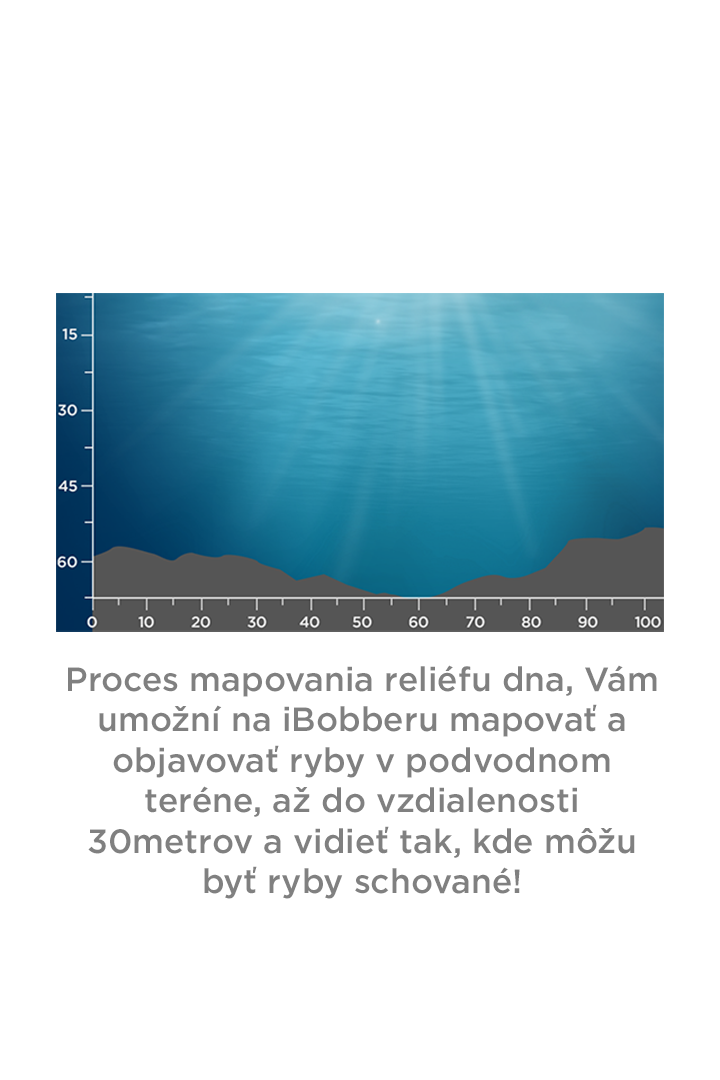 15
30
45
60
0 10 20 30 40 50 60 70 80 90 100
Proces mapovania reliéfu dna, Vám
umožní na iBobberu mapovať a
objavovať ryby v podvodnom
teréne, až do vzdialenosti
30metrov a vidieť tak, kde môžu
byť ryby schované!